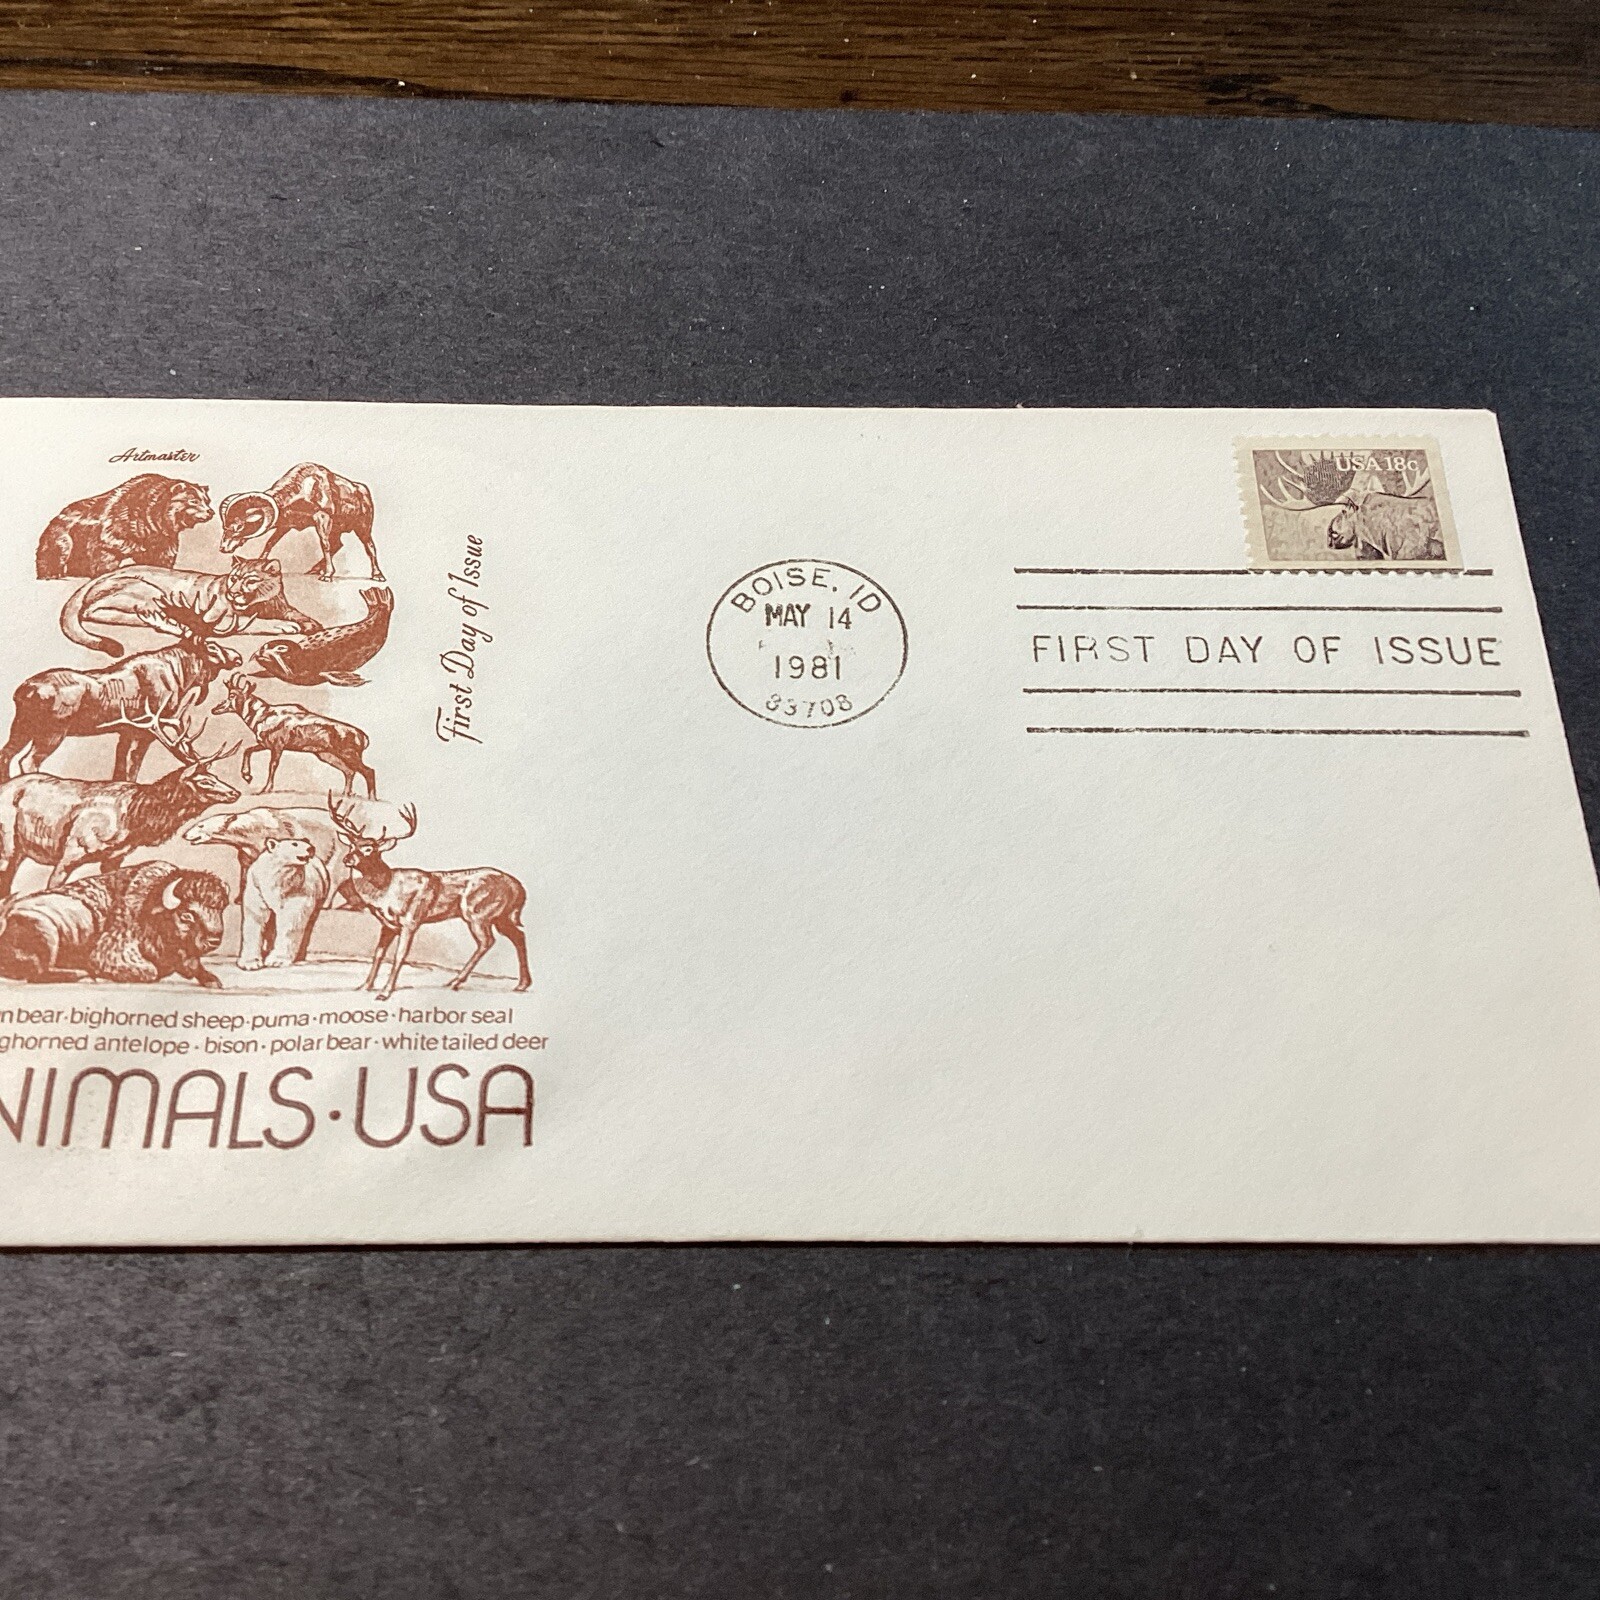 Artmaster
First Day of Issue
bear·bighorned sheep·puma·moose·harbor seal
antelope·bison·polar bear·white tailed deer
NIMALS·USA
BOISE, ID
MAY 14
1981
83708
USA 18c
FIRST DAY OF ISSUE